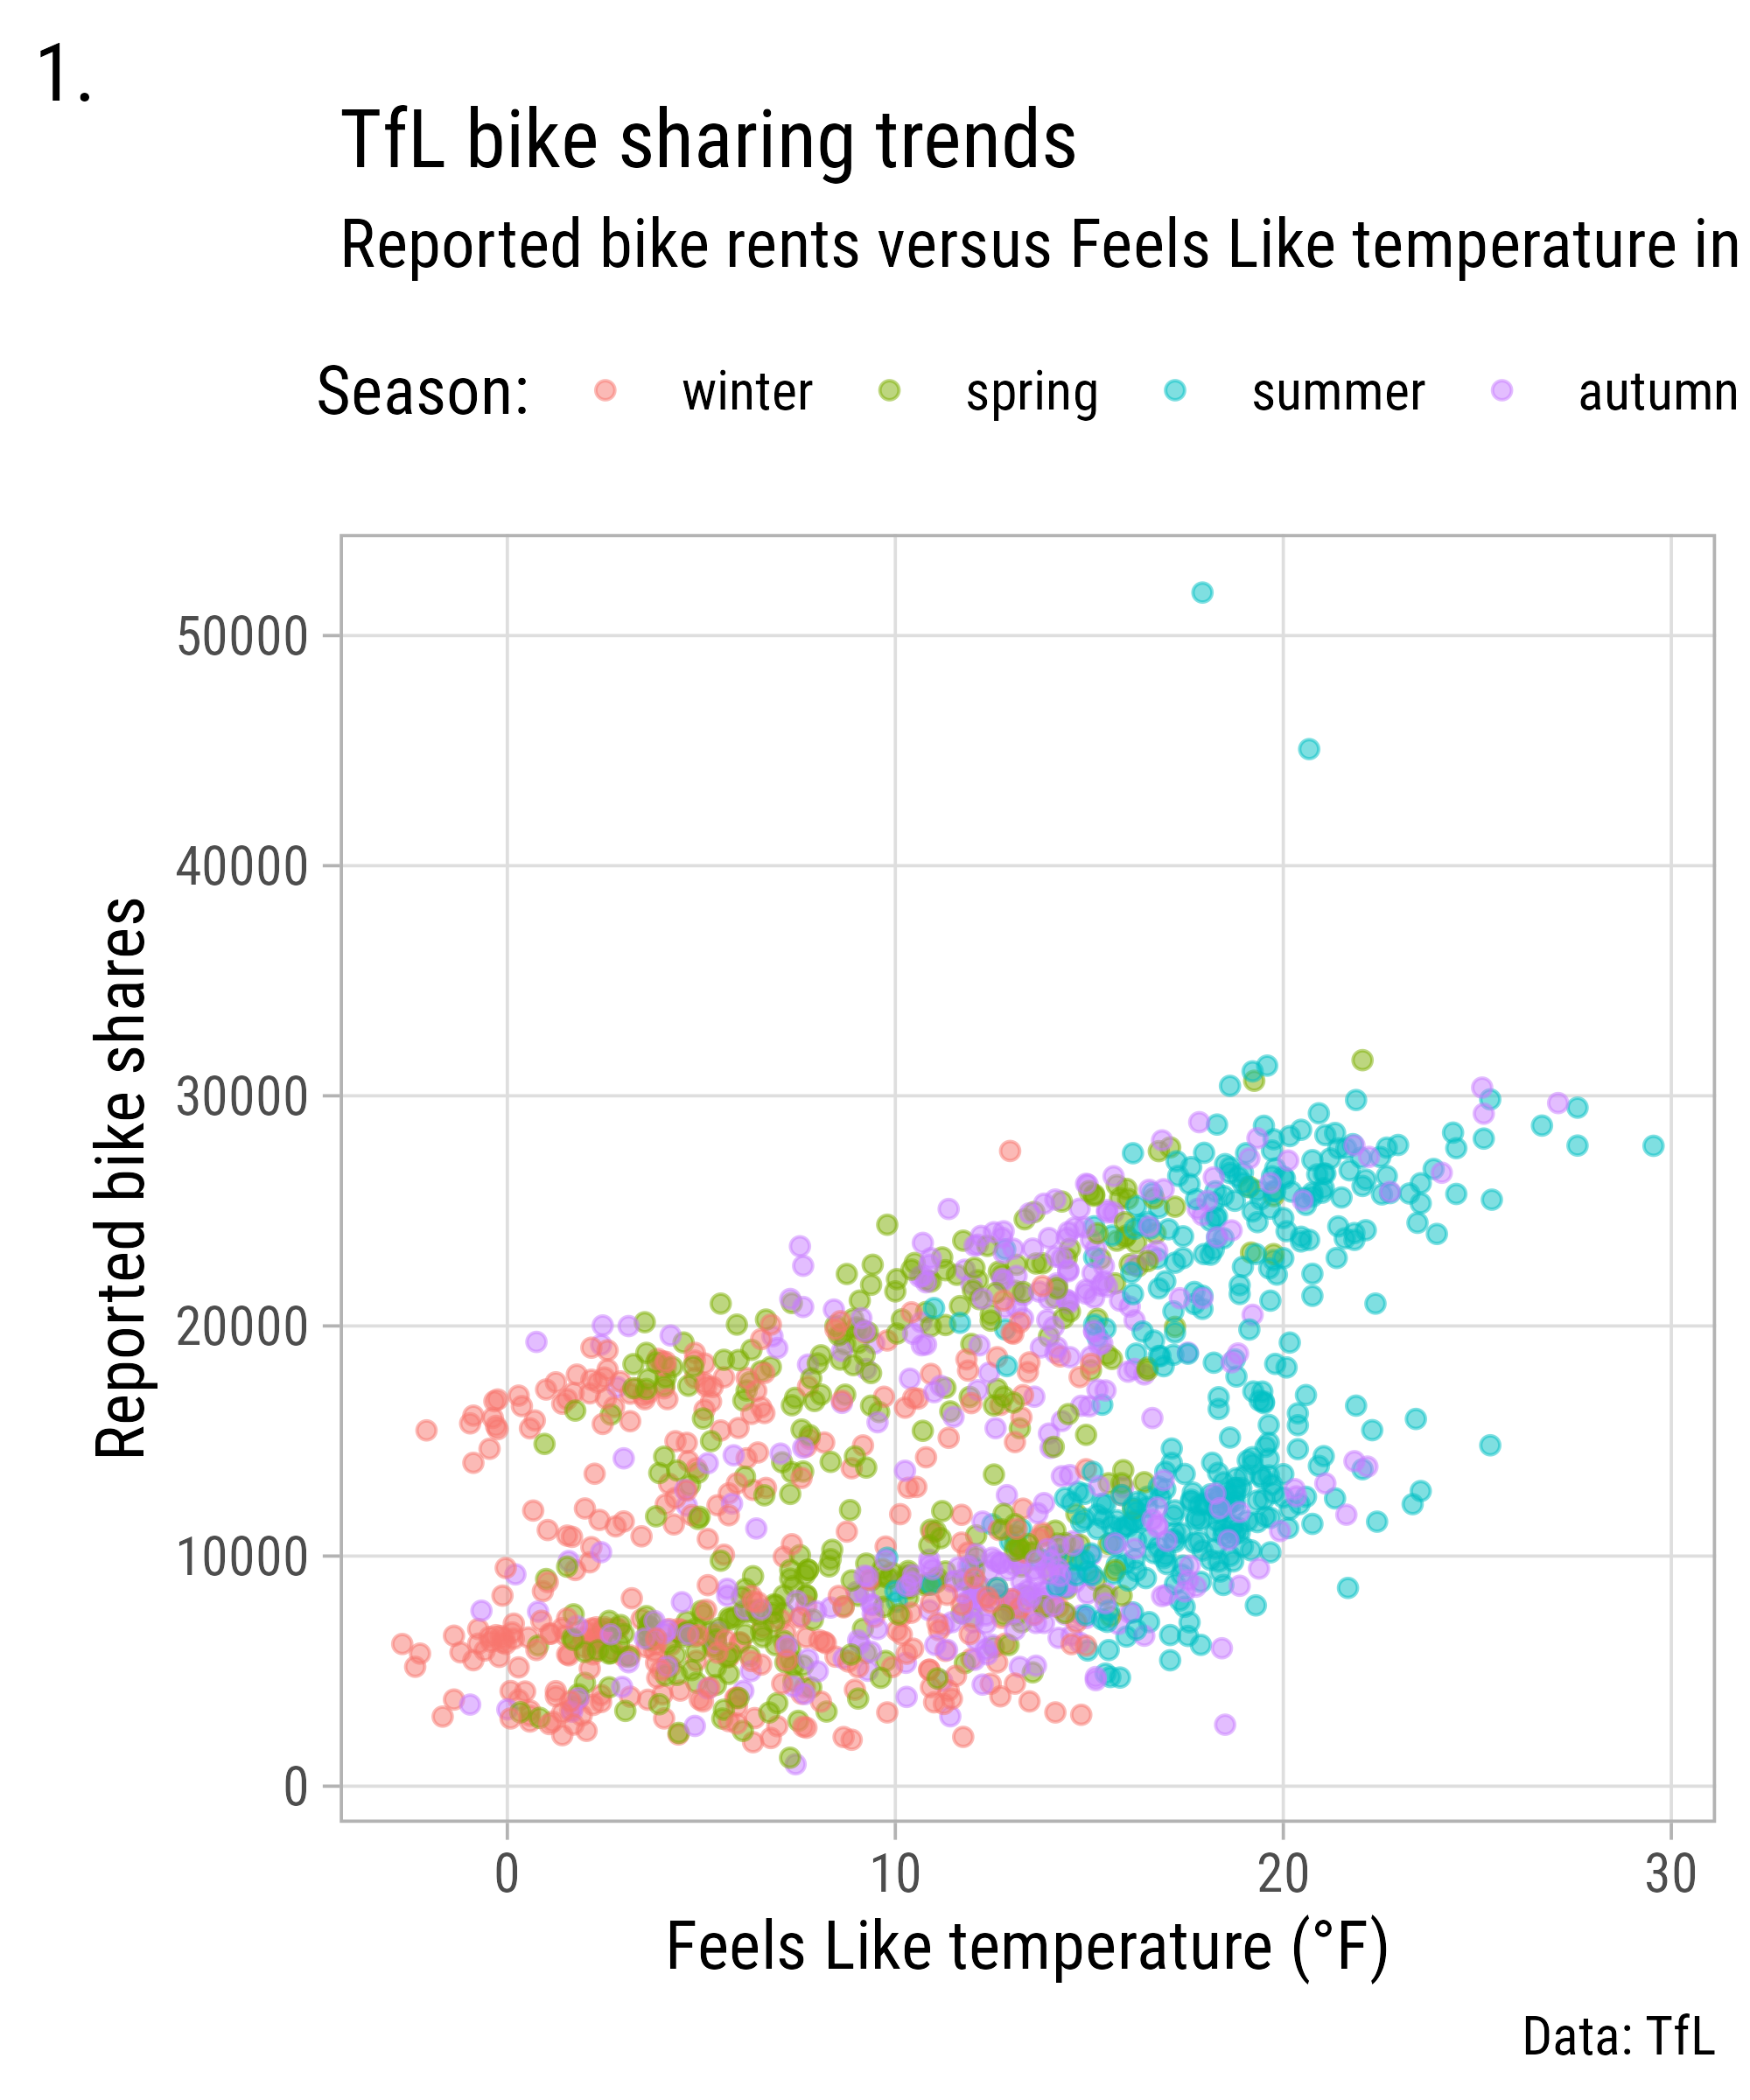 1.
TfL bike sharing trends
Reported bike rents versus Feels Like temperature in
Season: winter spring summer autumn
50000
40000
30000
20000
10000
0
Reported bike shares
0 10 20 30
Feels Like temperature (°F)
Data: TfL